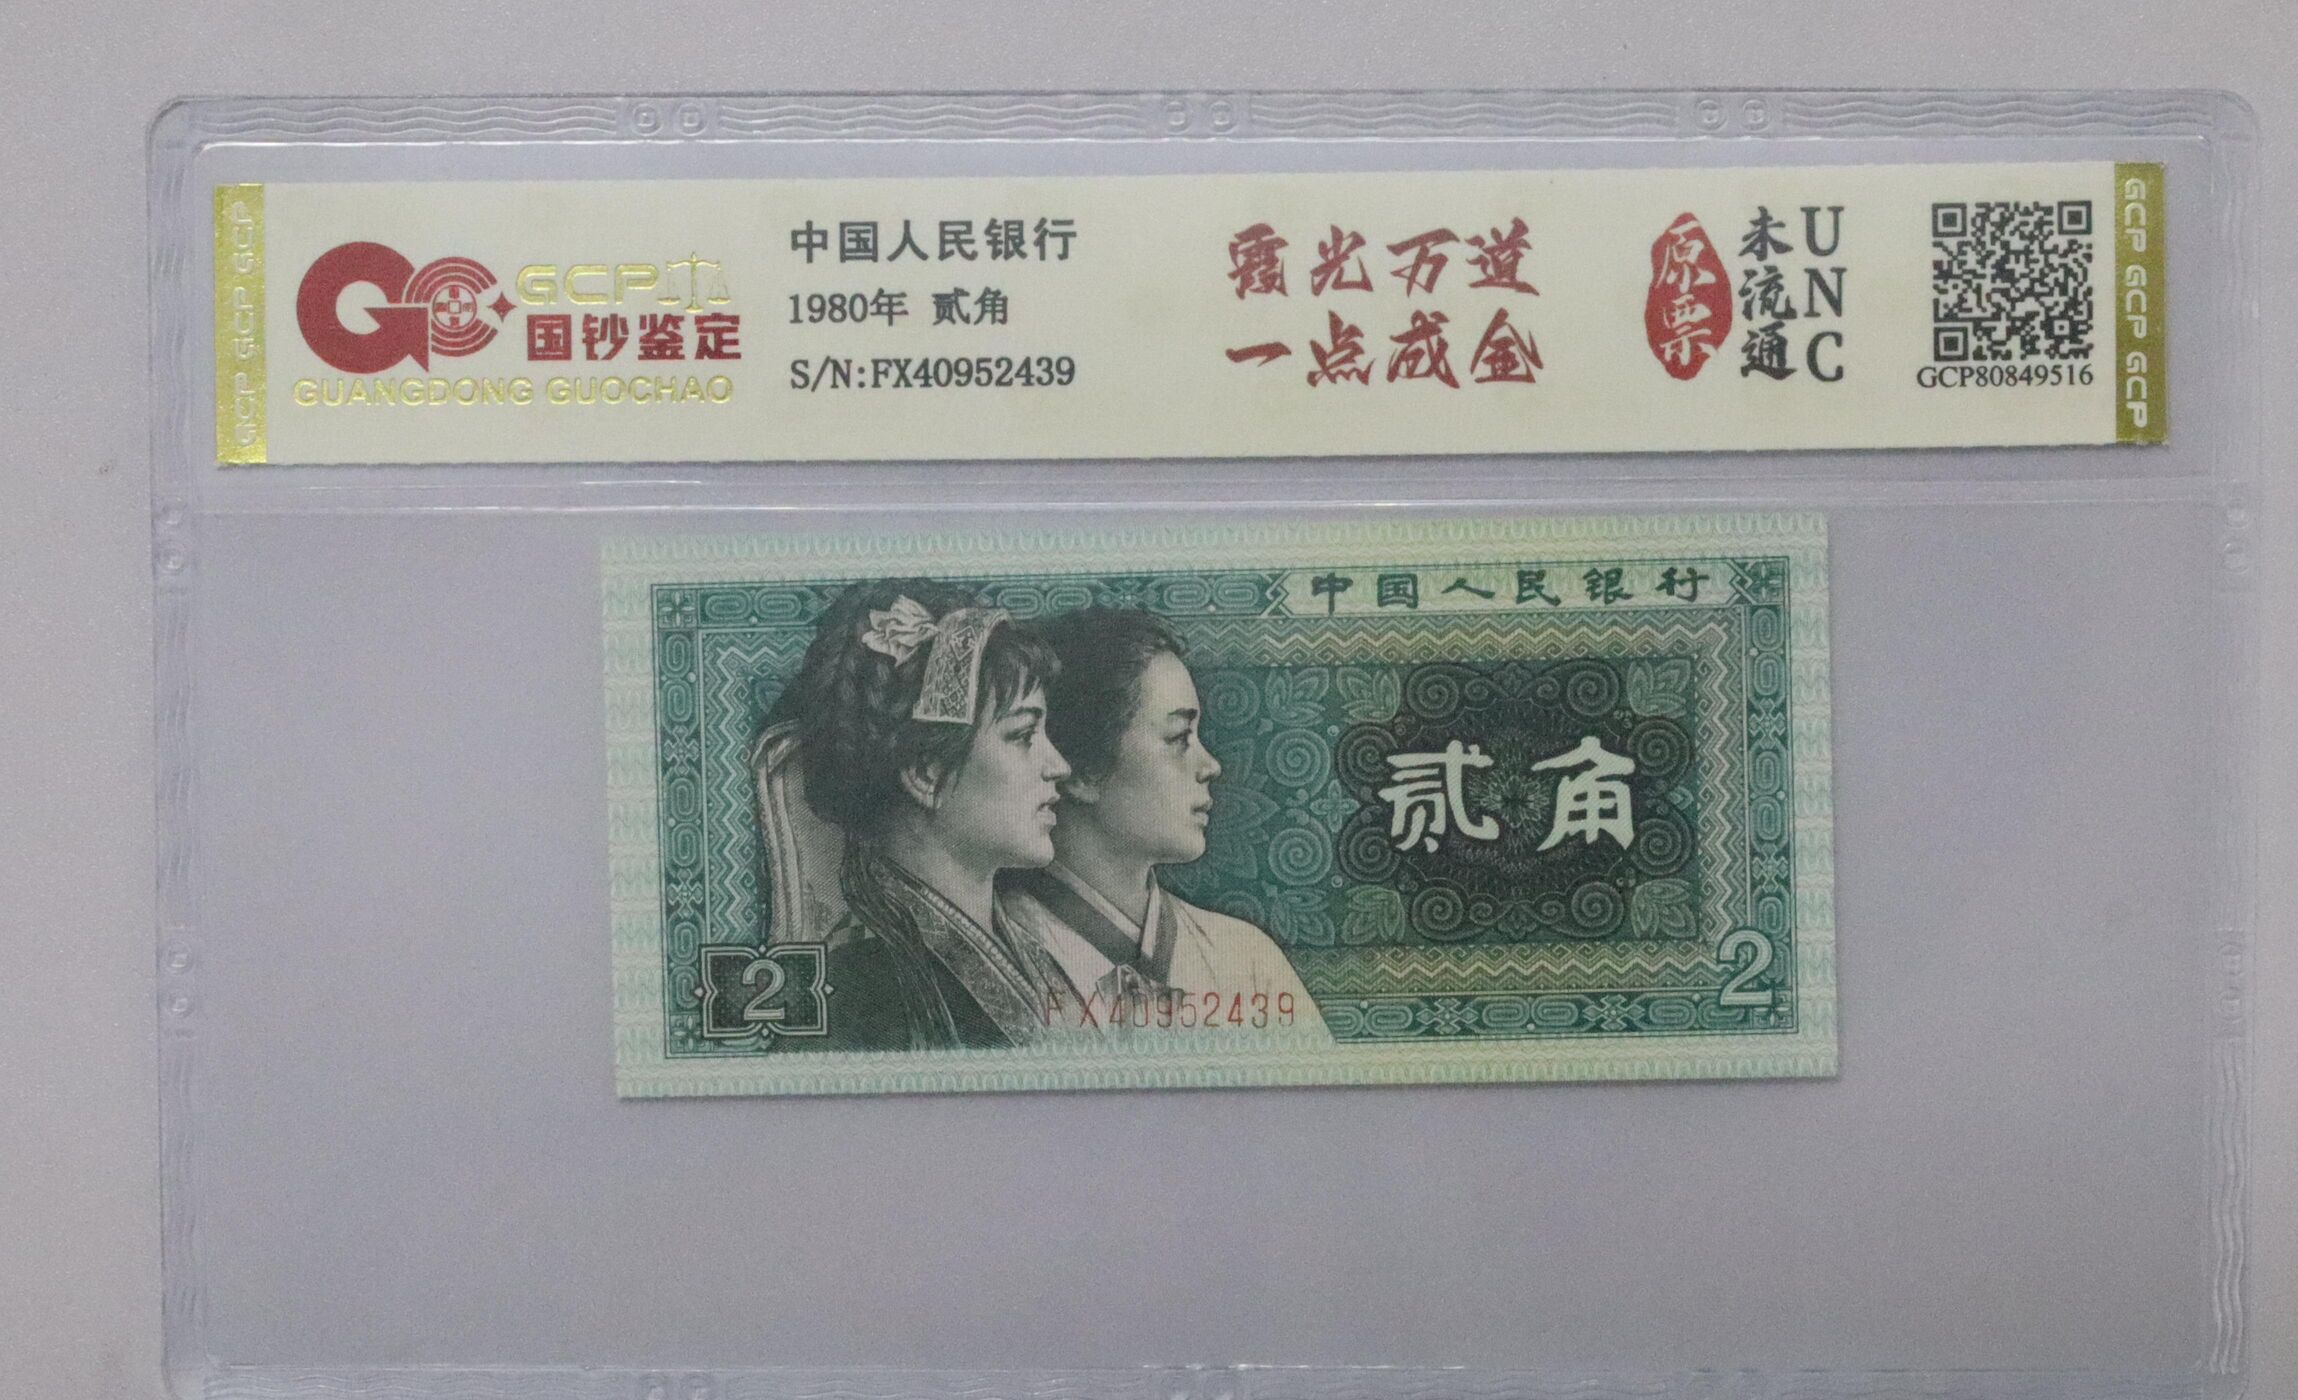 GCP GCP GCP
GCP
国钞鉴定
GUANGDONG GUOCHAO
中国人民银行
1980年 贰角
S/N:FX40952439
霞光万道
一点成金
原票
未流通
UNC
GCP80849516
GCP GCP GCP
中国人民银行
贰角
2
2
FX40952439